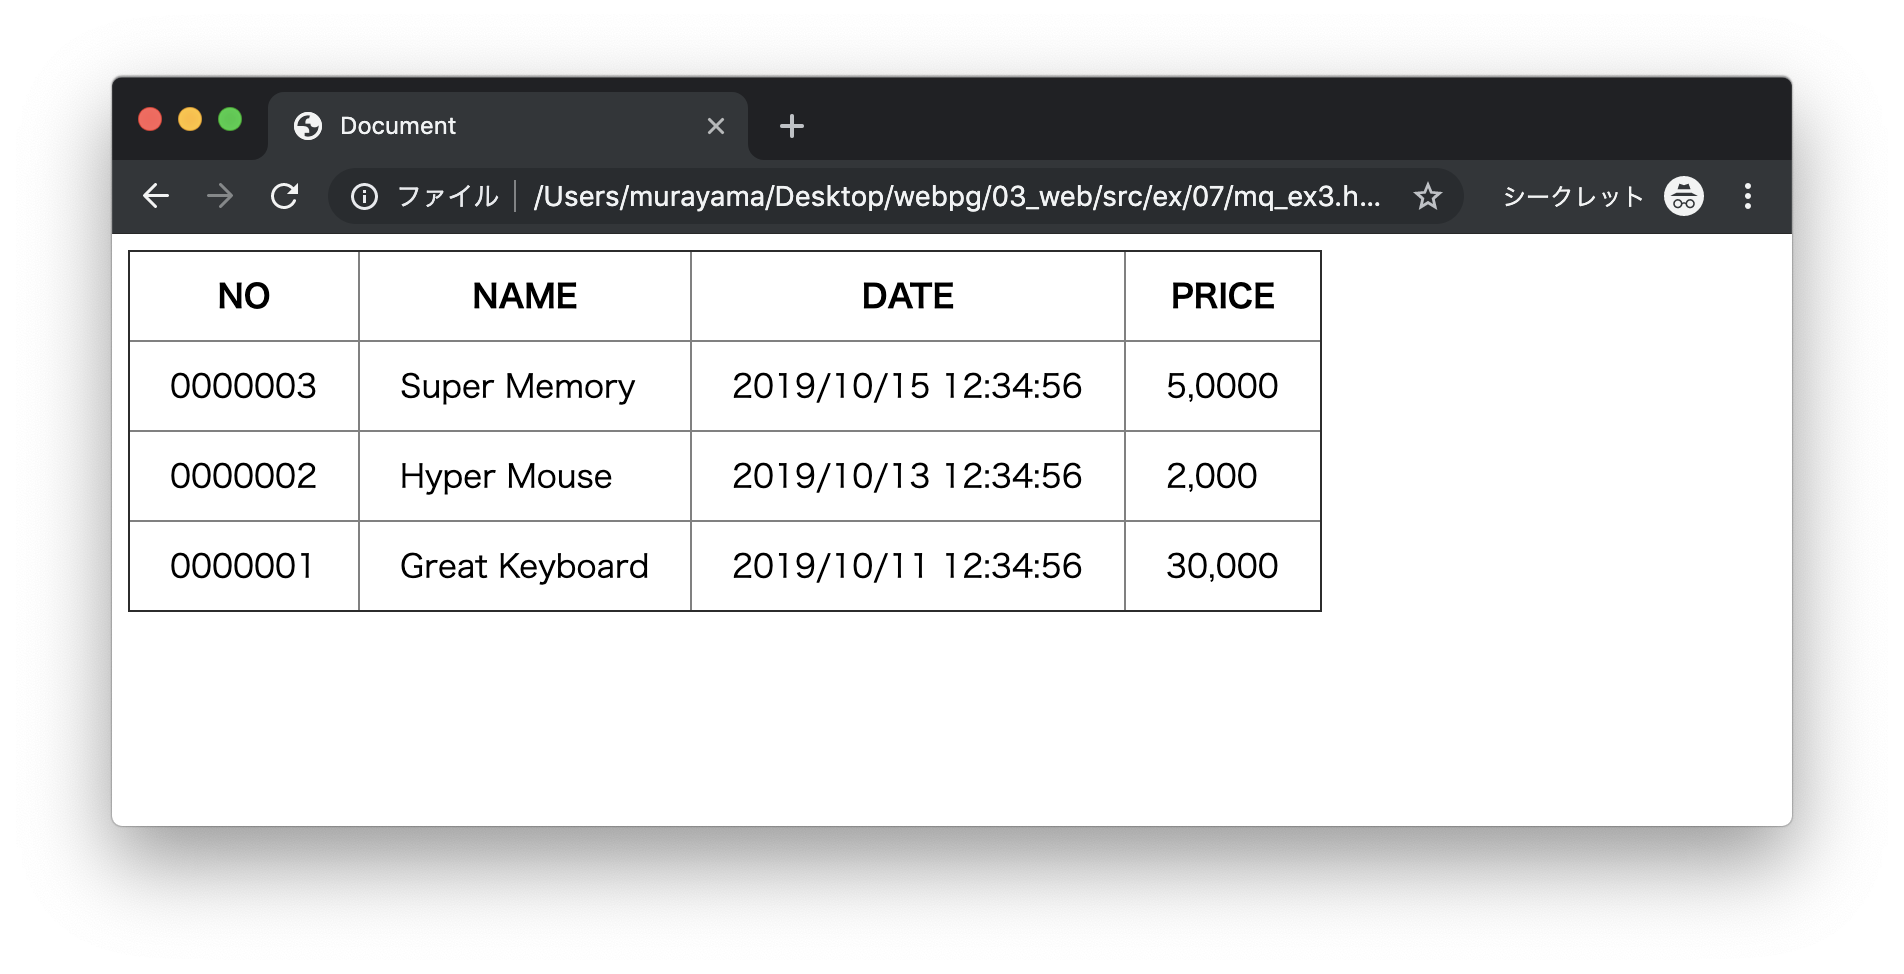 Document
ファイル /Users/murayama/Desktop/webpg/03_web/src/ex/07/mq_ex3.h... シークレット
NO NAME DATE PRICE
0000003 Super Memory 2019/10/15 12:34:56 5,0000
0000002 Hyper Mouse 2019/10/13 12:34:56 2,000
0000001 Great Keyboard 2019/10/11 12:34:56 30,000